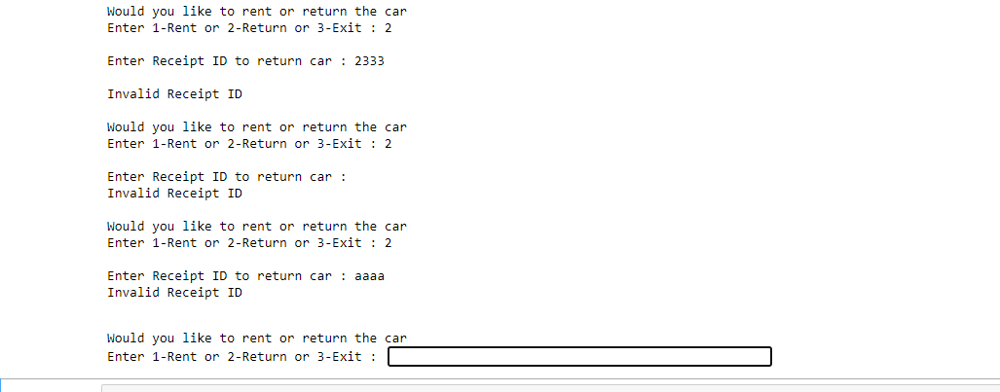 Would you like to rent or return the car
Enter 1-Rent or 2-Return or 3-Exit : 2
Enter Receipt ID to return car : 2333
Invalid Receipt ID
Would you like to rent or return the car
Enter 1-Rent or 2-Return or 3-Exit : 2
Enter Receipt ID to return car :
Invalid Receipt ID
Would you like to rent or return the car
Enter 1-Rent or 2-Return or 3-Exit : 2
Enter Receipt ID to return car : aaaa
Invalid Receipt ID
Would you like to rent or return the car
Enter 1-Rent or 2-Return or 3-Exit :